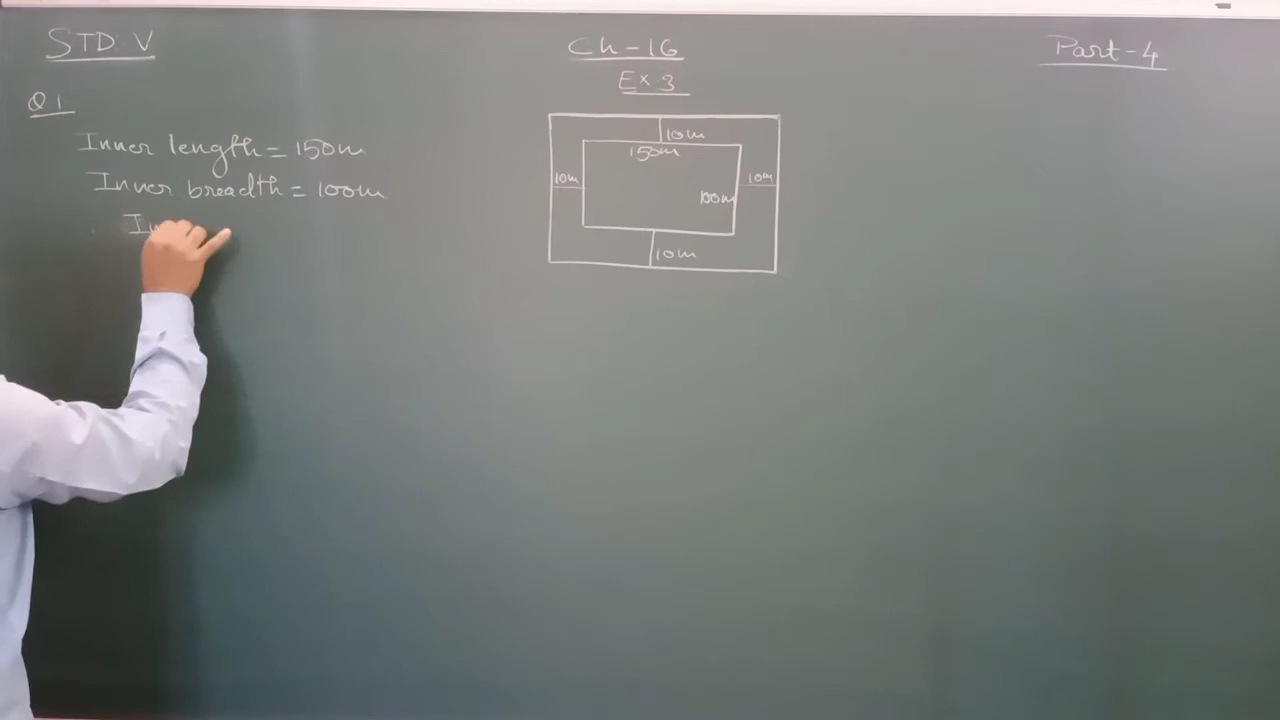 STD: V
Ch-16
Part-4
Ex 3
Q1
Inner length = 150m
Inner breadth = 100m
10m
150m
10m
10m
100m
10m